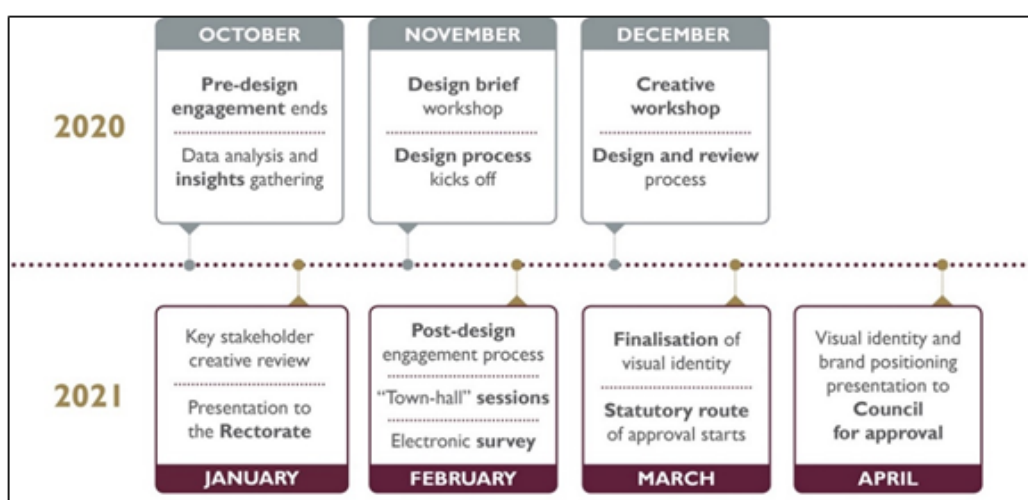 2020
OCTOBER
Pre-design
engagement ends
Data analysis and
insights gathering
NOVEMBER
Design brief
workshop
Design process
kicks off
DECEMBER
Creative
workshop
Design and review
process
2021
Key stakeholder
creative review
Presentation to
the Rectorate
JANUARY
Post-design
engagement process
“Town-hall” sessions
Electronic survey
FEBRUARY
Finalisation of
visual identity
Statutory route
of approval starts
MARCH
Visual identity and
brand positioning
presentation to
Council
for approval
APRIL